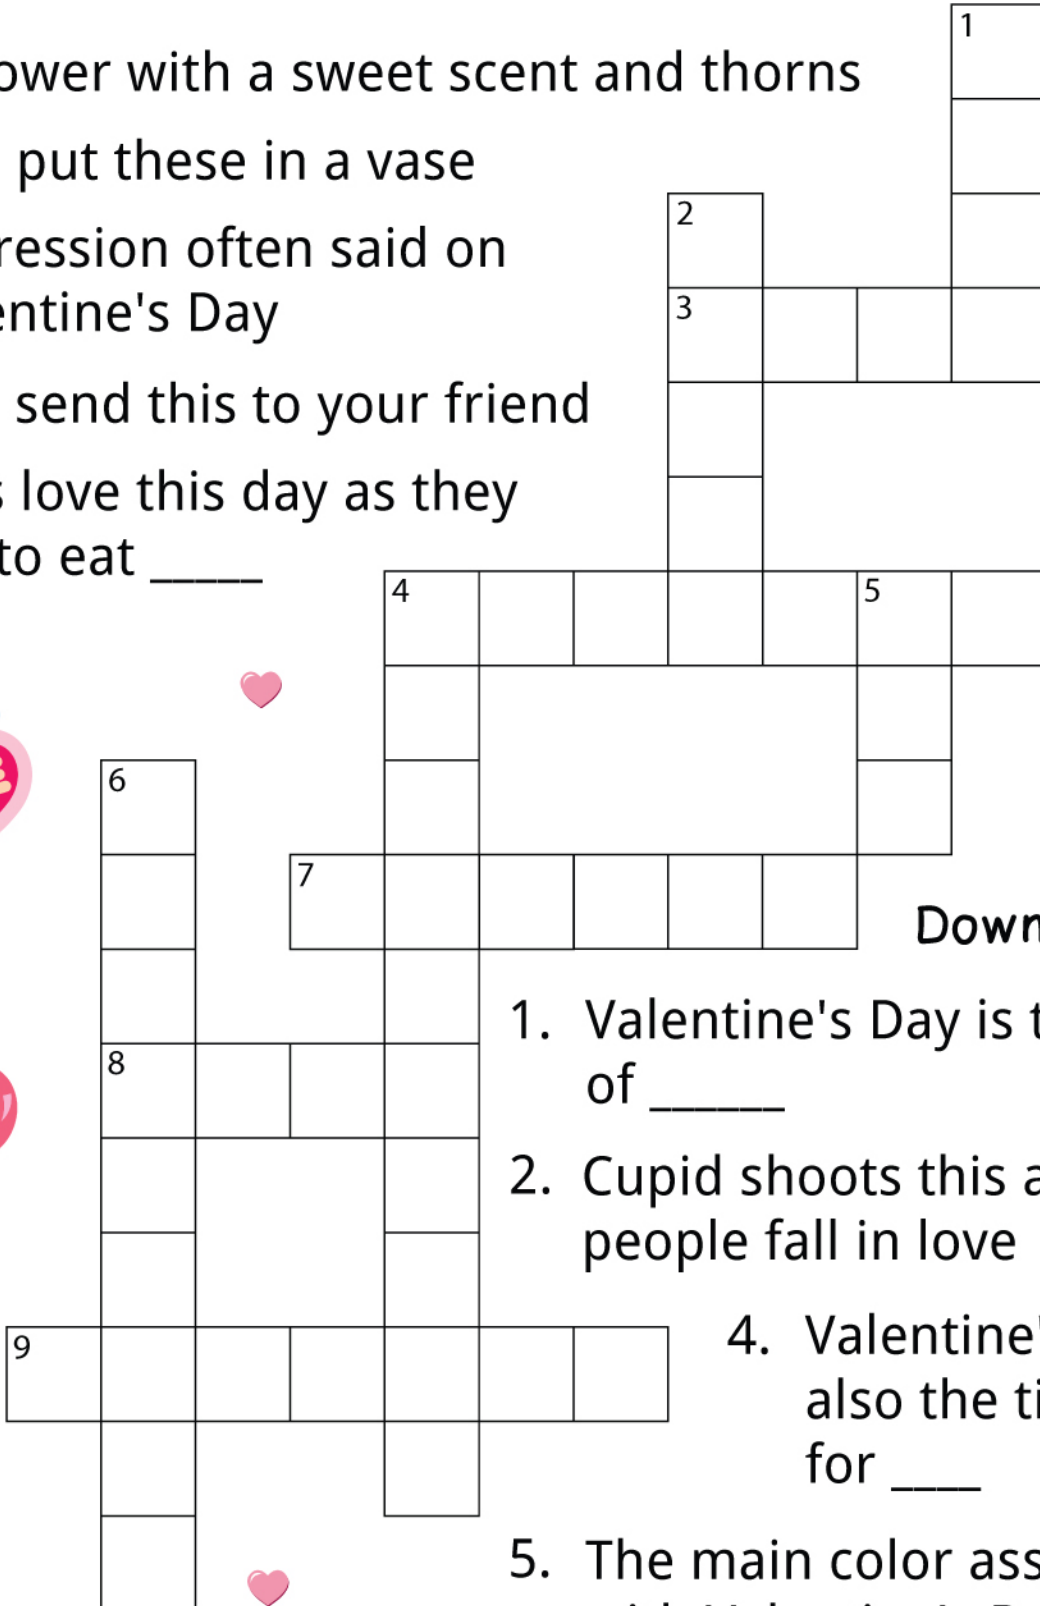 1
ower with a sweet scent and thorns
put these in a vase
2
ression often said on
3
entine's Day
send this to your friend
s love this day as they
to eat _____
4
5
6
7
Down
1. Valentine's Day is t
of ______
8
2. Cupid shoots this a
people fall in love
9
4. Valentine'
also the ti
for ____
5. The main color ass